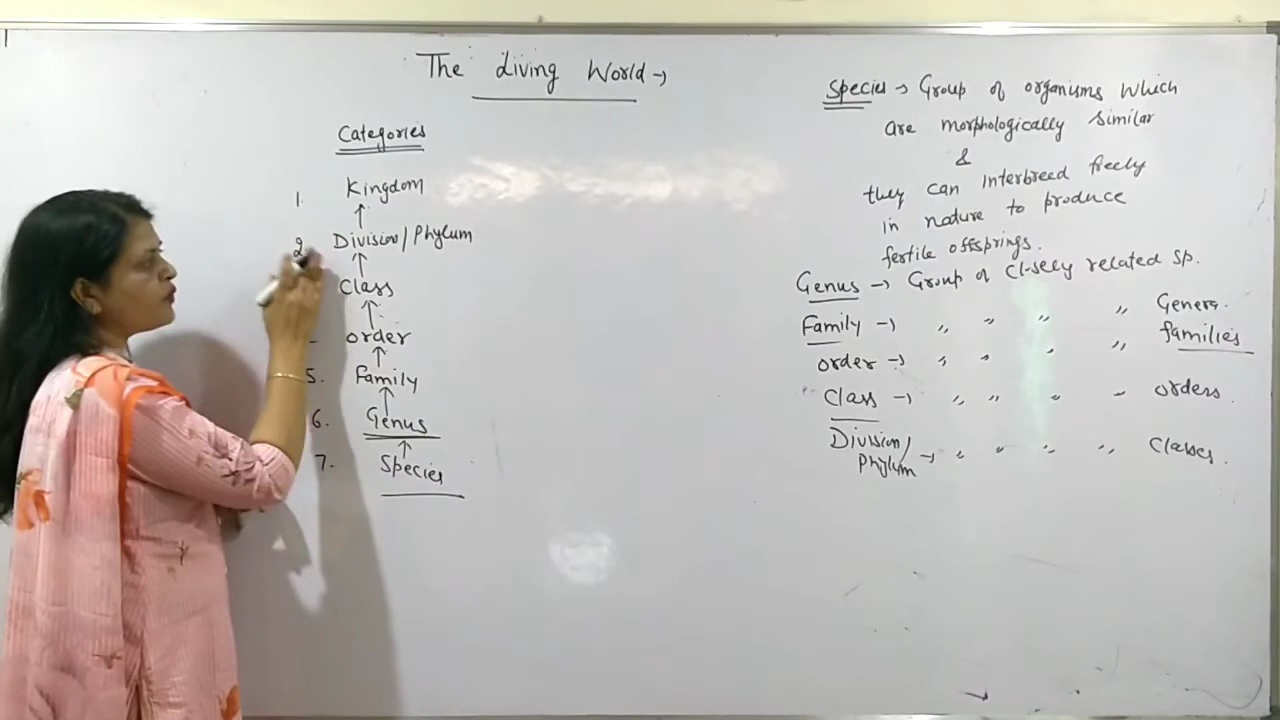 The Living World →
Categories
1. Kingdom
2 Division/Phylum
Class
order
5. Family
6. Genus
7. Species
Species → Group of organisms which
are morphologically similar
&
they can interbreed freely
in nature to produce
fertile offsprings.
Genus → Group of closely related sp.
Family → " " " " Genera.
order → " " " " families
Class → " " " " orders.
Division/
Phylum → " " " " Classes.